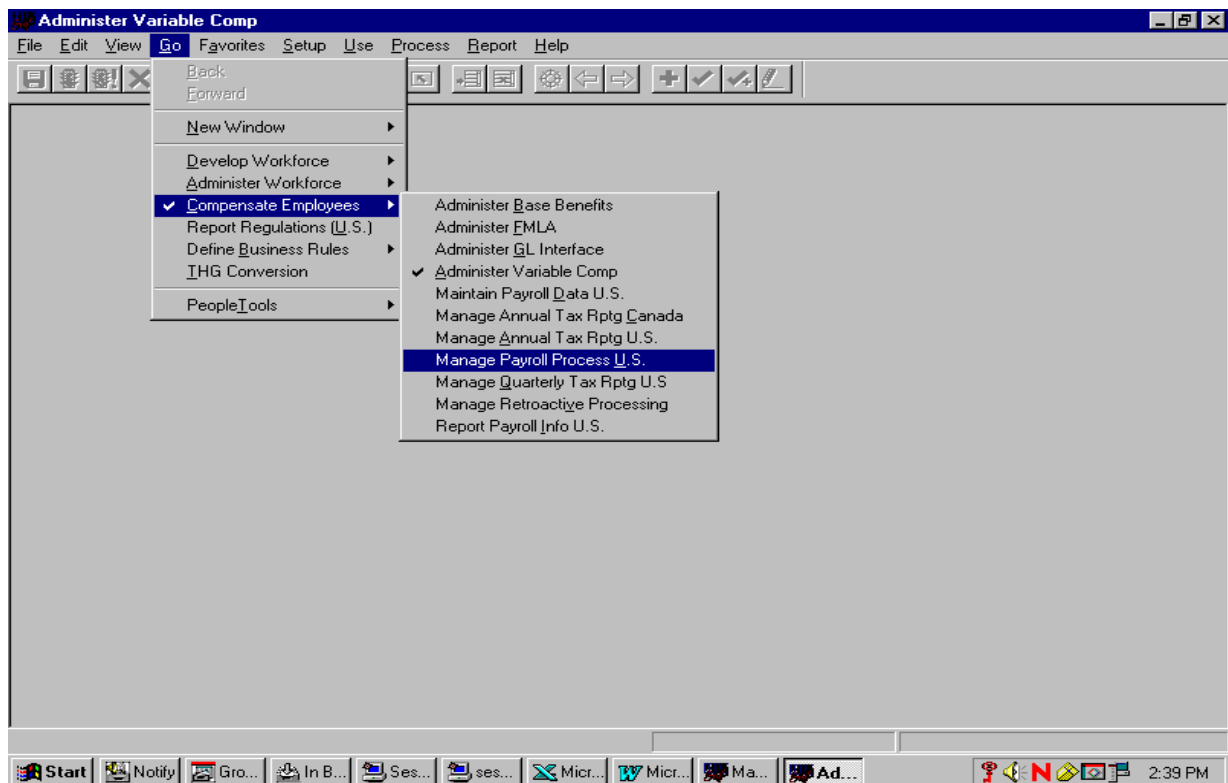 Administer Variable Comp
File Edit View Go Favorites Setup Use Process Report Help
Back
Forward
New Window
Develop Workforce
Administer Workforce
Compensate Employees
Report Regulations (U.S.)
Define Business Rules
THG Conversion
PeopleTools
Administer Base Benefits
Administer FMLA
Administer GL Interface
Administer Variable Comp
Maintain Payroll Data U.S.
Manage Annual Tax Rptg Canada
Manage Annual Tax Rptg U.S.
Manage Payroll Process U.S.
Manage Quarterly Tax Rptg U.S
Manage Retroactive Processing
Report Payroll Info U.S.
Start Notify Gro... In B... Ses... ses... Micr... Micr... Ma... Ad... N 2:39 PM